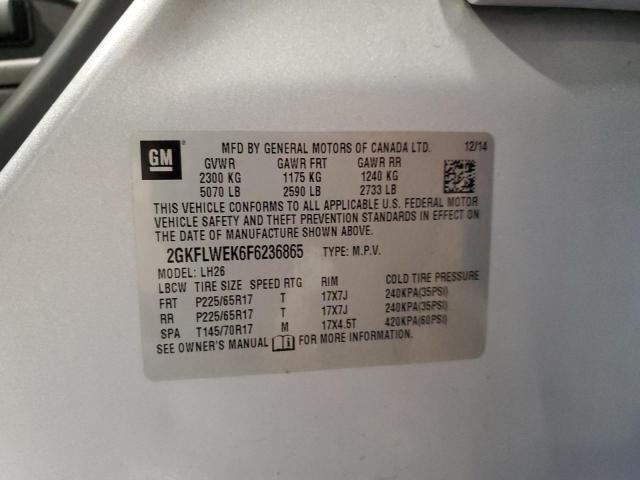 GM ® MFD BY GENERAL MOTORS OF CANADA LTD. 12/14
GVWR GAWR FRT GAWR RR
2300 KG 1175 KG 1240 KG
5070 LB 2590 LB 2733 LB
THIS VEHICLE CONFORMS TO ALL APPLICABLE U.S. FEDERAL MOTOR
VEHICLE SAFETY AND THEFT PREVENTION STANDARDS IN EFFECT ON
THE DATE OF MANUFACTURE SHOWN ABOVE.
2GKFLWEK6F6236865 TYPE: M.P.V.
MODEL: LH26
LBCW TIRE SIZE SPEED RTG RIM COLD TIRE PRESSURE
FRT P225/65R17 T 17X7J 240KPA(35PSI)
RR P225/65R17 T 17X7J 240KPA(35PSI)
SPA T145/70R17 M 17X4.5T 420KPA(60PSI)
SEE OWNER'S MANUAL FOR MORE INFORMATION.